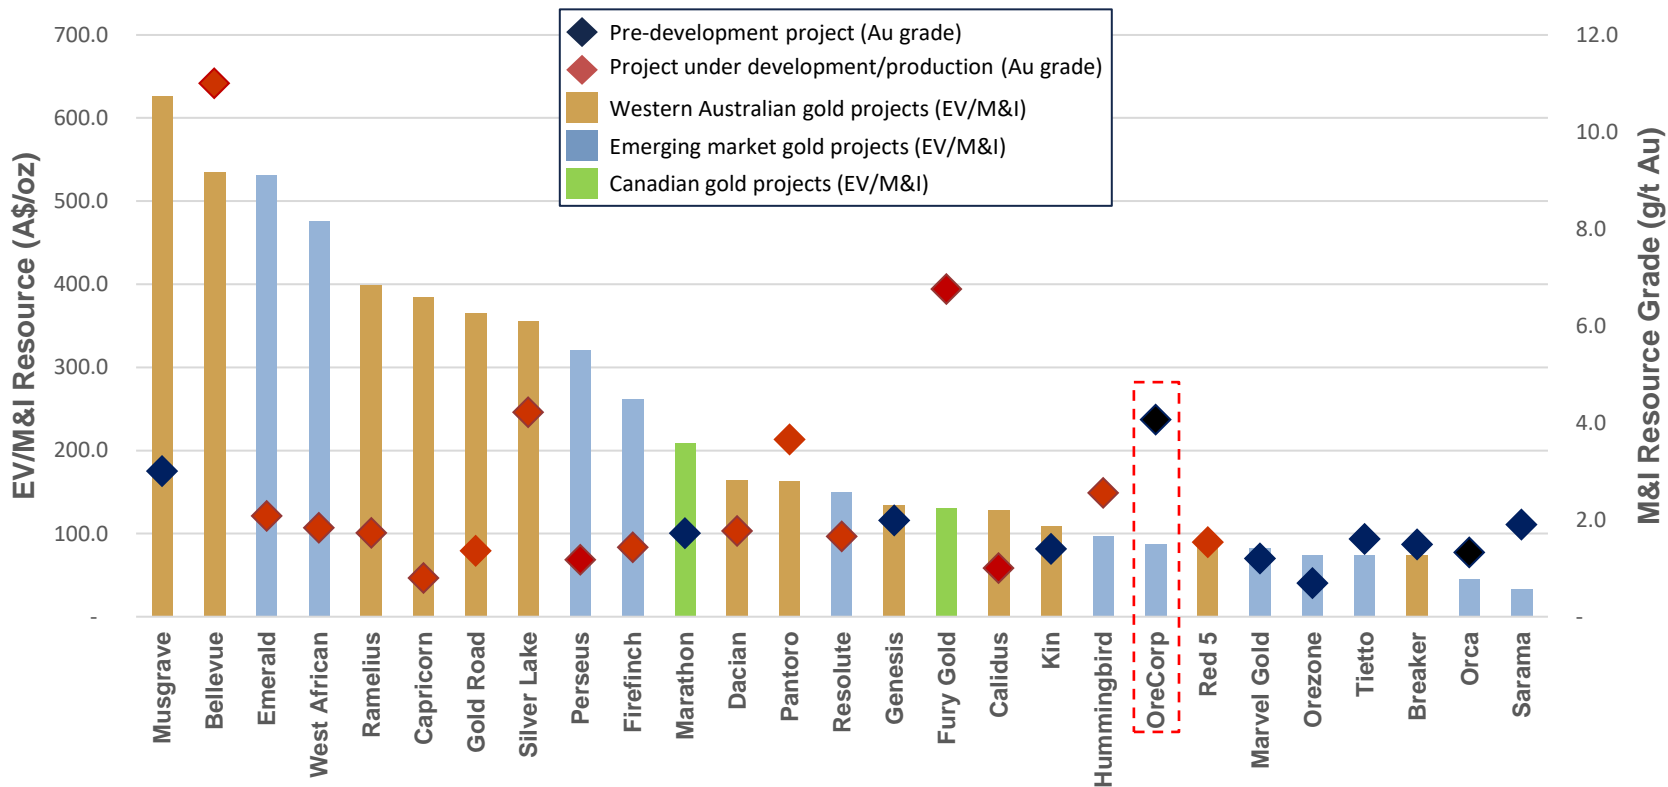 Pre-development project (Au grade)
Project under development/production (Au grade)
Western Australian gold projects (EV/M&I)
Emerging market gold projects (EV/M&I)
Canadian gold projects (EV/M&I)
EV/M&I Resource (A$/oz)
700.0
600.0
500.0
400.0
300.0
200.0
100.0
-
12.0
10.0
8.0
6.0
4.0
2.0
-
M&I Resource Grade (g/t Au)
Musgrave
Bellevue
Emerald
West African
Ramelius
Capricorn
Gold Road
Silver Lake
Perseus
Firefinch
Marathon
Dacian
Pantoro
Resolute
Genesis
Fury Gold
Calidus
Kin
Hummingbird
OreCorp
Red 5
Marvel Gold
Orezone
Tietto
Breaker
Orca
Sarama